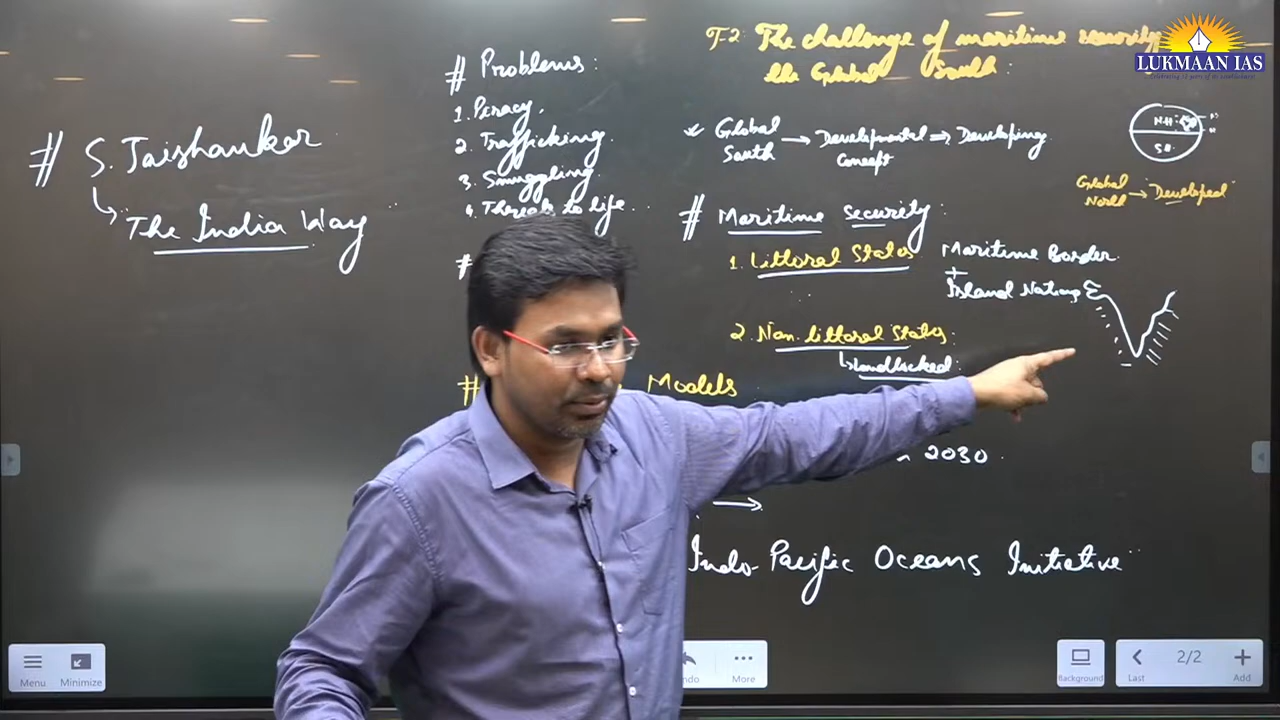 # S. Jaishankar
"The India Way"
# Problems:
1. Piracy.
2. Trafficking.
3. Smuggling.
4. Threats to life..
#
# Models
T-2: The challenge of maritime security
the Global South:
LUKMAAN IAS
* Global South → Developmental concept ⇒ Developing
N.H
S.H
Global North → "Developed"
# Maritime security:
1. Littoral States
Maritime Border
+
Island Nations
2. Non-littoral States:
Landlocked:
2030.
→
Indo-Pacific Oceans Initiative"
Menu
Minimize
ndo
More
Background
Last
2/2
Add